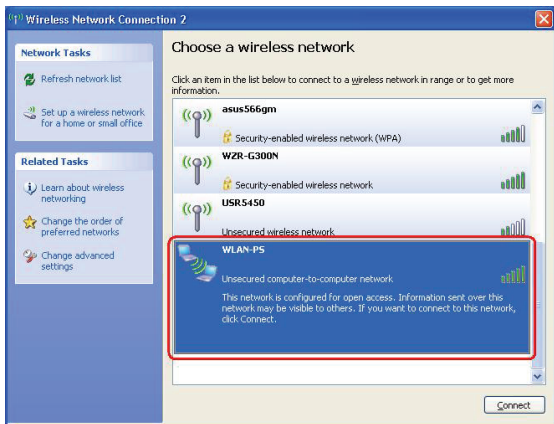 Wireless Network Connection 2
Network Tasks
Refresh network list
Set up a wireless network
for a home or small office
Related Tasks
Learn about wireless
networking
Change the order of
preferred networks
Change advanced
settings
Choose a wireless network
Click an item in the list below to connect to a wireless network in range or to get more
information.
asus566gm
Security-enabled wireless network (WPA)
WZR-G300N
Security-enabled wireless network
USR5450
Unsecured wireless network
WLAN-PS
Unsecured computer-to-computer network
This network is configured for open access. Information sent over this
network may be visible to others. If you want to connect to this network,
click Connect.
Connect